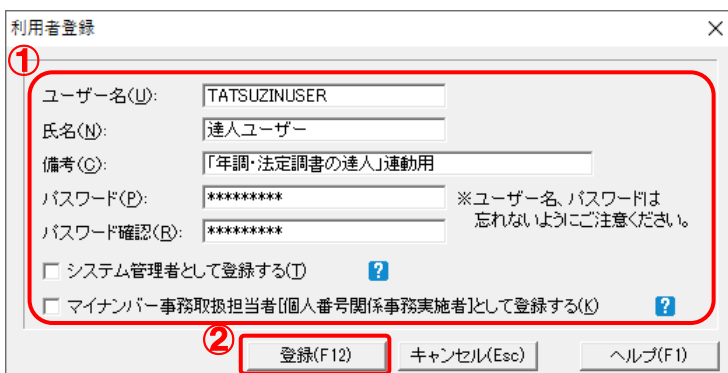 利用者登録
①
ユーザー名(U): TATSUZINUSER
氏名(N): 達人ユーザー
備考(C): 「年調・法定調書の達人」連動用
パスワード(P): *********
※ユーザー名、パスワードは
忘れないようにご注意ください。
パスワード確認(R): *********
システム管理者として登録する(T) ?
マイナンバー事務取扱担当者[個人番号関係事務実施者]として登録する(K) ?
②
登録(F12) キャンセル(Esc) ヘルプ(F1)